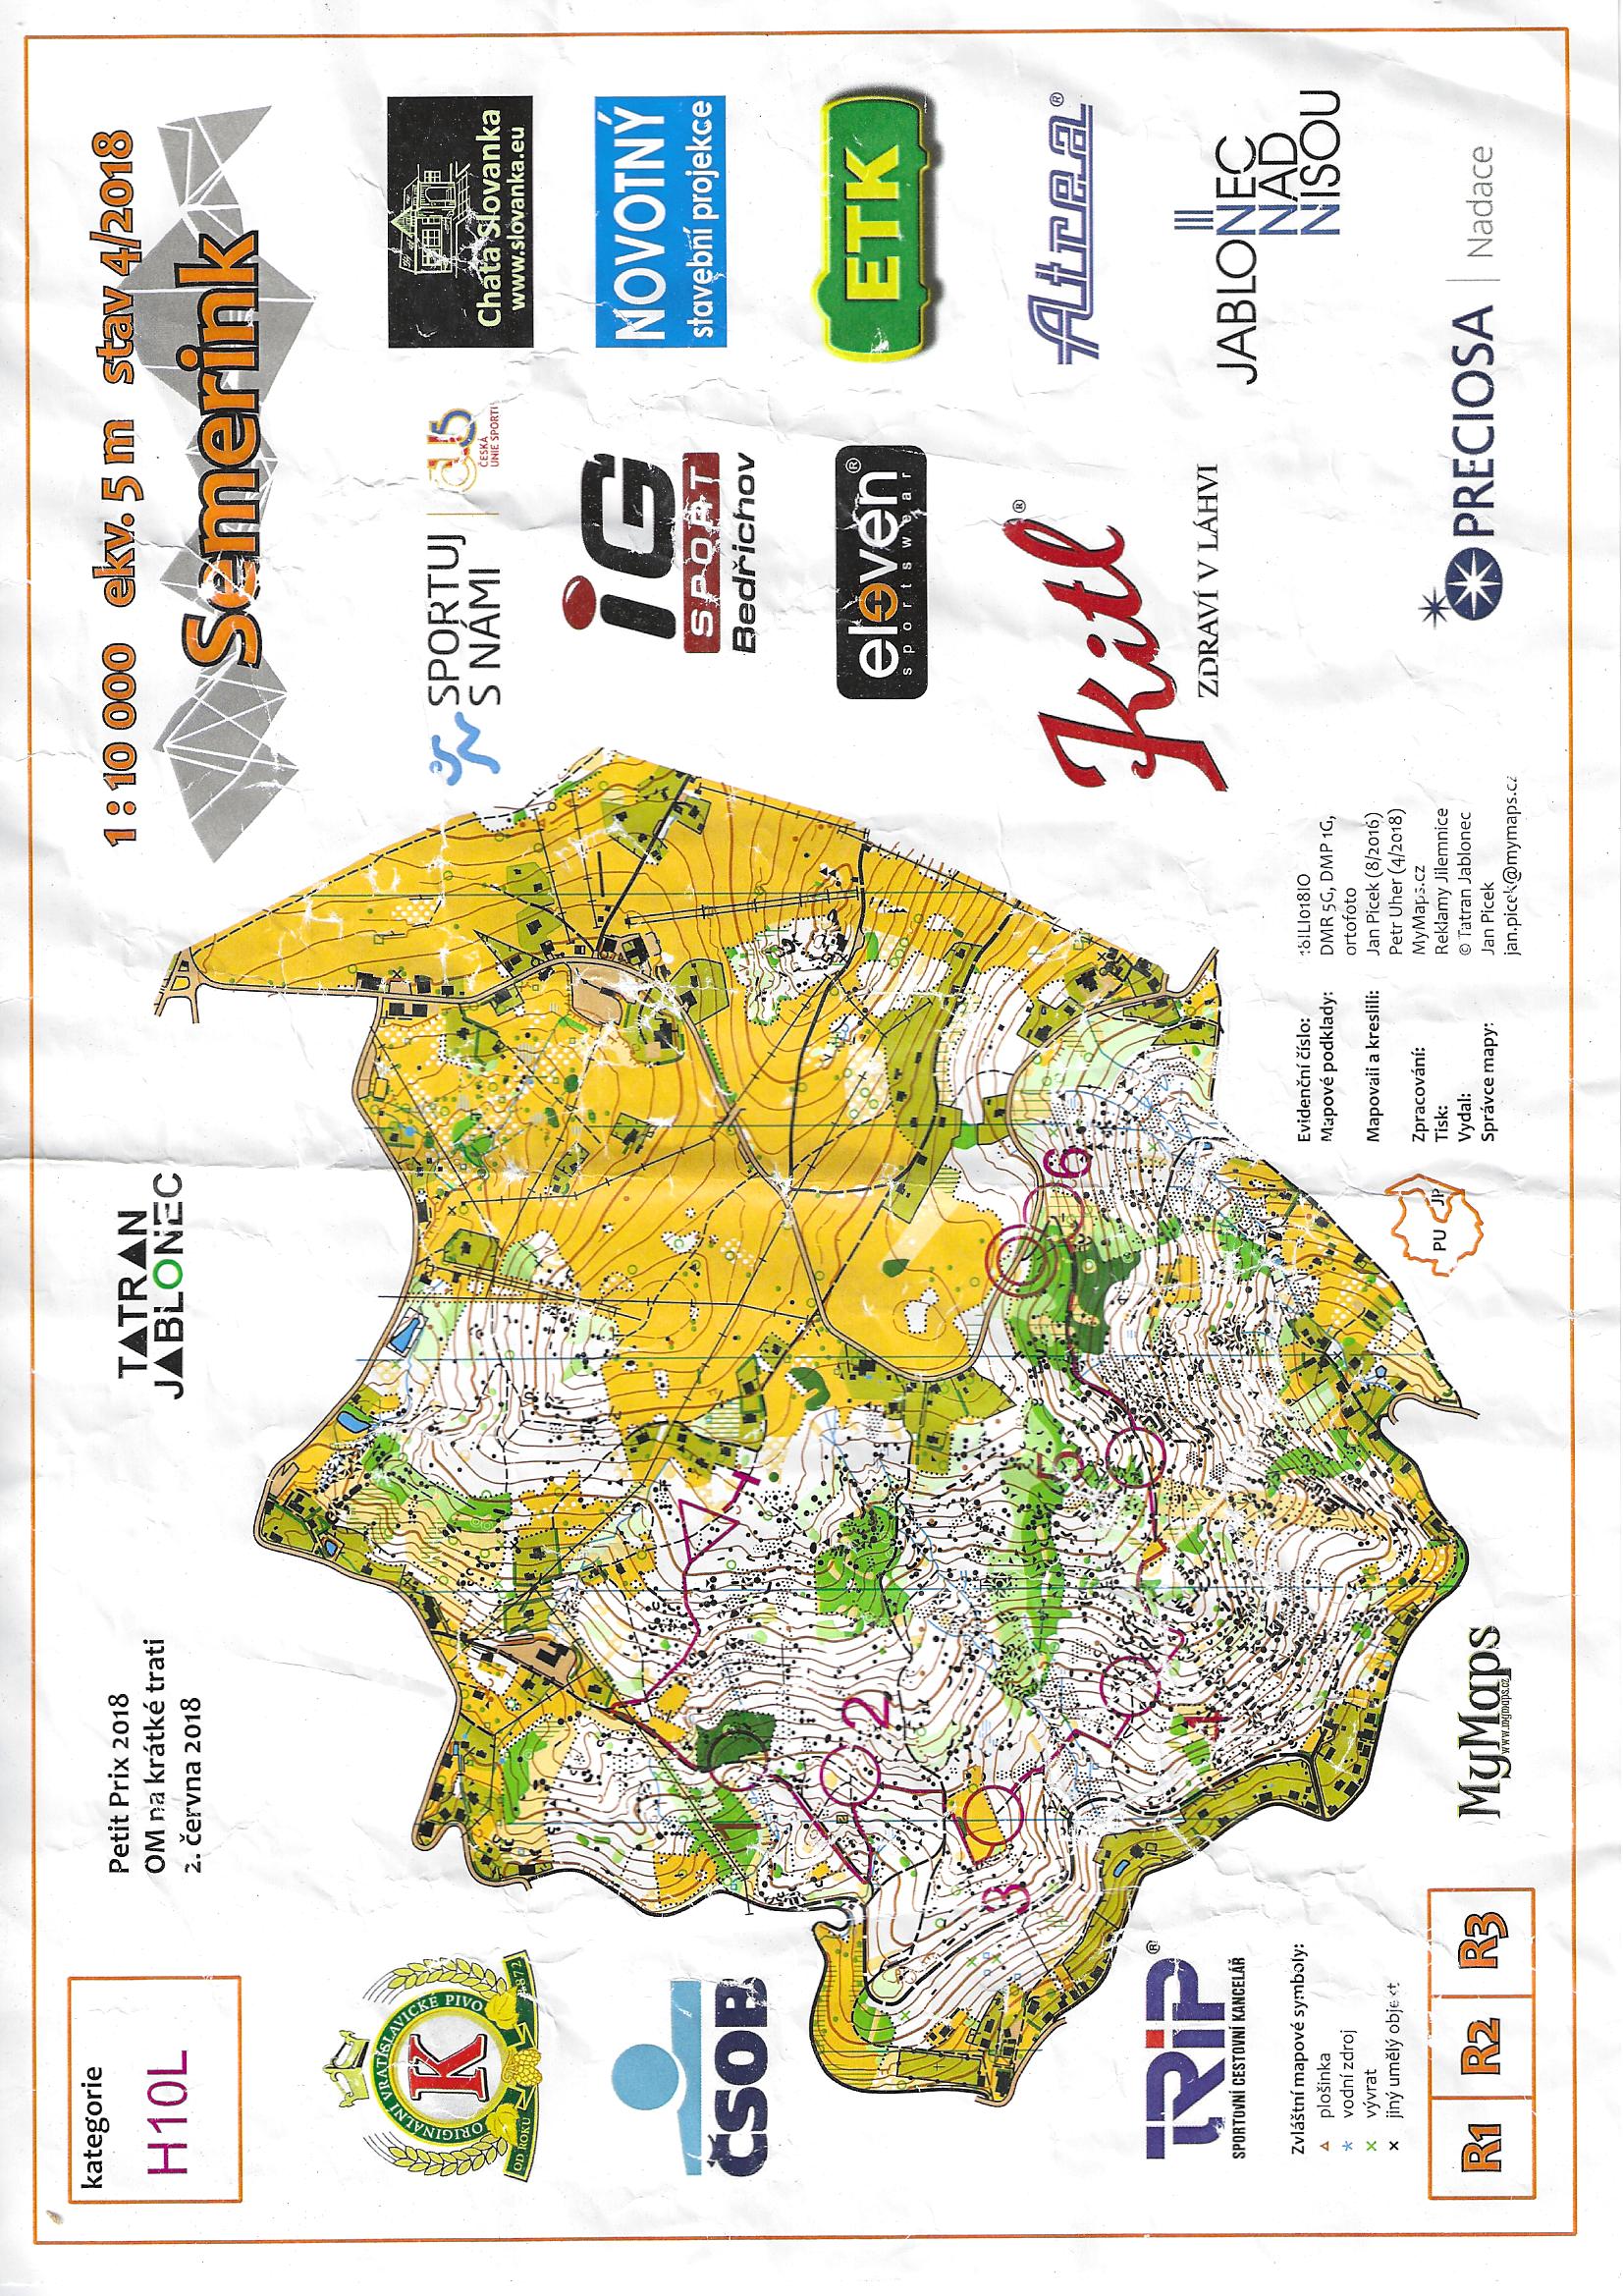 kategorie
H10L
Petit Prix 2018
OM na krátké trati
2. června 2018
TATRAN
JABLONEC
1 : 10 000 ekv. 5 m stav 4/2018
Semerink
ORIGINÁLNÍ VRATISLAVICKÉ PIVO
K
OD ROKU 1872
ČSOB
SPORTUJ
S NÁMI
ČESKÁ
UNIE SPORTU
Chata Slovanka
www.slovanka.eu
iG
SPORT
Bedřichov
NOVOTNÝ
stavební projekce
eleven®
sportswear
ETK
Kitl®
ZDRAVÍ V LÁHVI
Atrea®
TRiP®
SPORTOVNÍ CESTOVNÍ KANCELÁŘ
JABLONEC
NAD
NISOU
1
2
3
4
5
6
4
Zvláštní mapové symboly:
plošinka
vodní zdroj
vývrat
jiný umělý objekt
R1 R2 R3
MyMaps
www.mymaps.cz
PU JP
Evidenční číslo: 18ILI018IO
Mapové podklady: DMR 5G, DMP 1G,
ortofoto
Mapovali a kreslili: Jan Picek (8/2016)
Petr Uher (4/2018)
Zpracování: MyMaps.cz
Tisk: Reklamy Jilemnice
Vydal: © Tatran Jablonec
Správce mapy: Jan Picek
jan.picek@mymaps.cz
PRECIOSA | Nadace